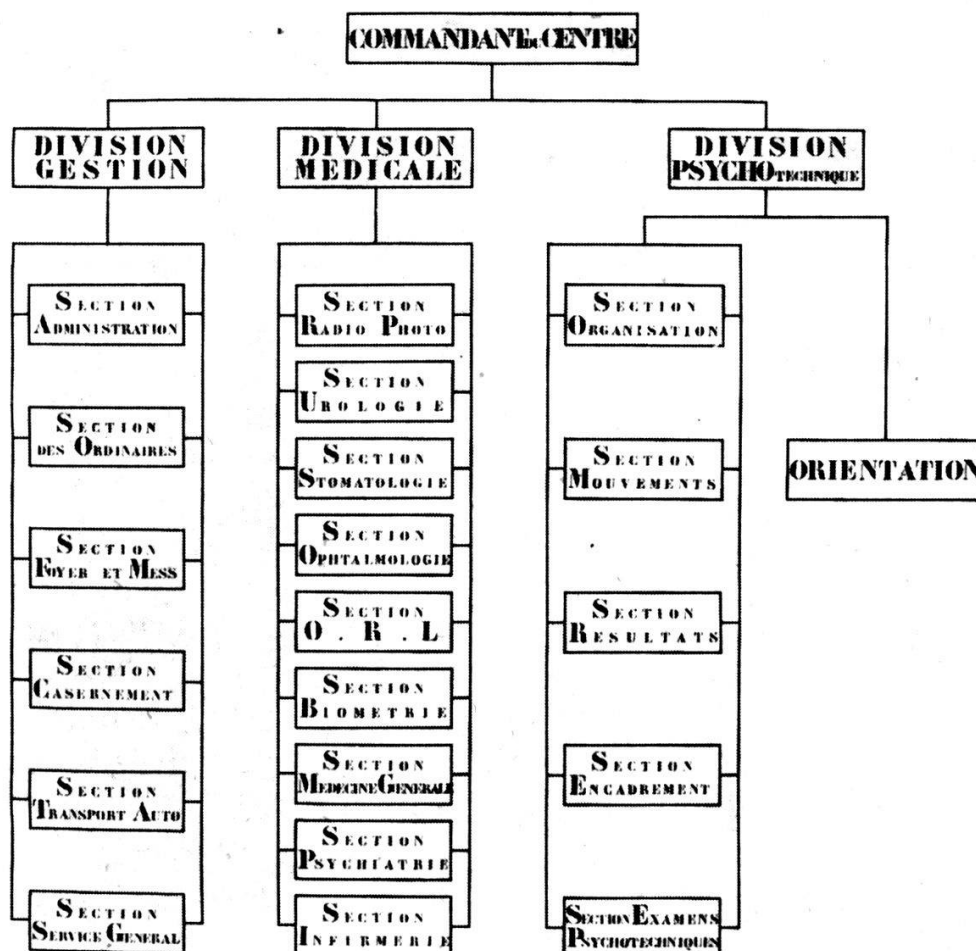 COMMANDANT DU CENTRE
DIVISION
GESTION
DIVISION
MEDICALE
DIVISION
PSYCHOTECHNIQUE
SECTION
ADMINISTRATION
SECTION
DES ORDINAIRES
SECTION
FOYER ET MESS
SECTION
CASERNEMENT
SECTION
TRANSPORT AUTO
SECTION
SERVICE GENERAL
SECTION
RADIO PHOTO
SECTION
UROLOGIE
SECTION
STOMATOLOGIE
SECTION
OPHTALMOLOGIE
SECTION
O.R.L
SECTION
BIOMETRIE
SECTION
MEDECINE GENERALE
SECTION
PSYCHIATRIE
SECTION
INFIRMERIE
SECTION
ORGANISATION
SECTION
MOUVEMENTS
SECTION
RESULTATS
SECTION
ENCADREMENT
SECTION EXAMENS
PSYCHOTECHNIQUES
ORIENTATION